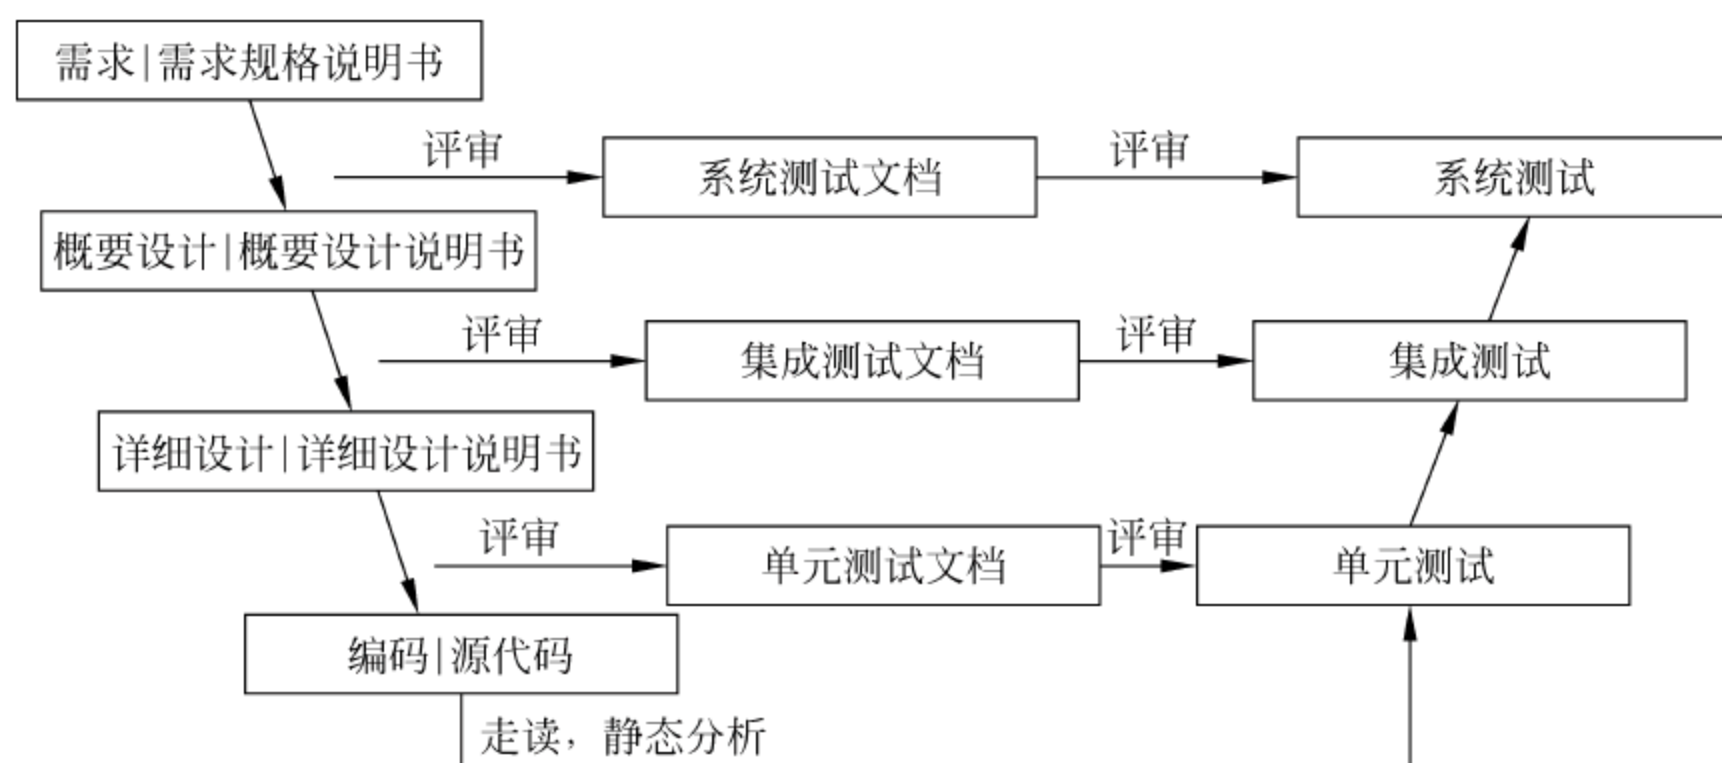 需求|需求规格说明书
评审
系统测试文档
评审
系统测试
概要设计|概要设计说明书
评审
集成测试文档
评审
集成测试
详细设计|详细设计说明书
评审
单元测试文档
评审
单元测试
编码|源代码
走读，静态分析